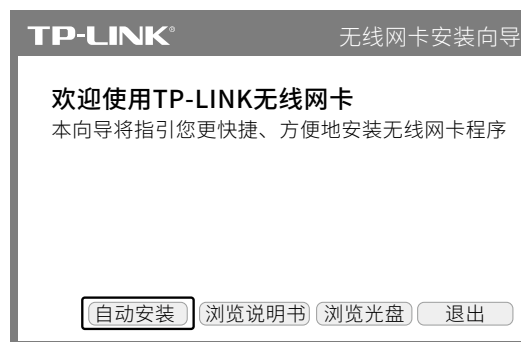 TP-LINK® 无线网卡安装向导
欢迎使用TP-LINK无线网卡
本向导将指引您更快捷、方便地安装无线网卡程序
自动安装 浏览说明书 浏览光盘 退出